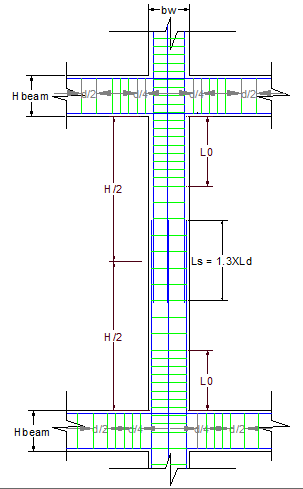 bw
H beam
d/2
d/4
d/4
d/2
L0
H/2
Ls = 1.3XLd
H/2
L0
H beam
d/2
d/4
d/4
d/2